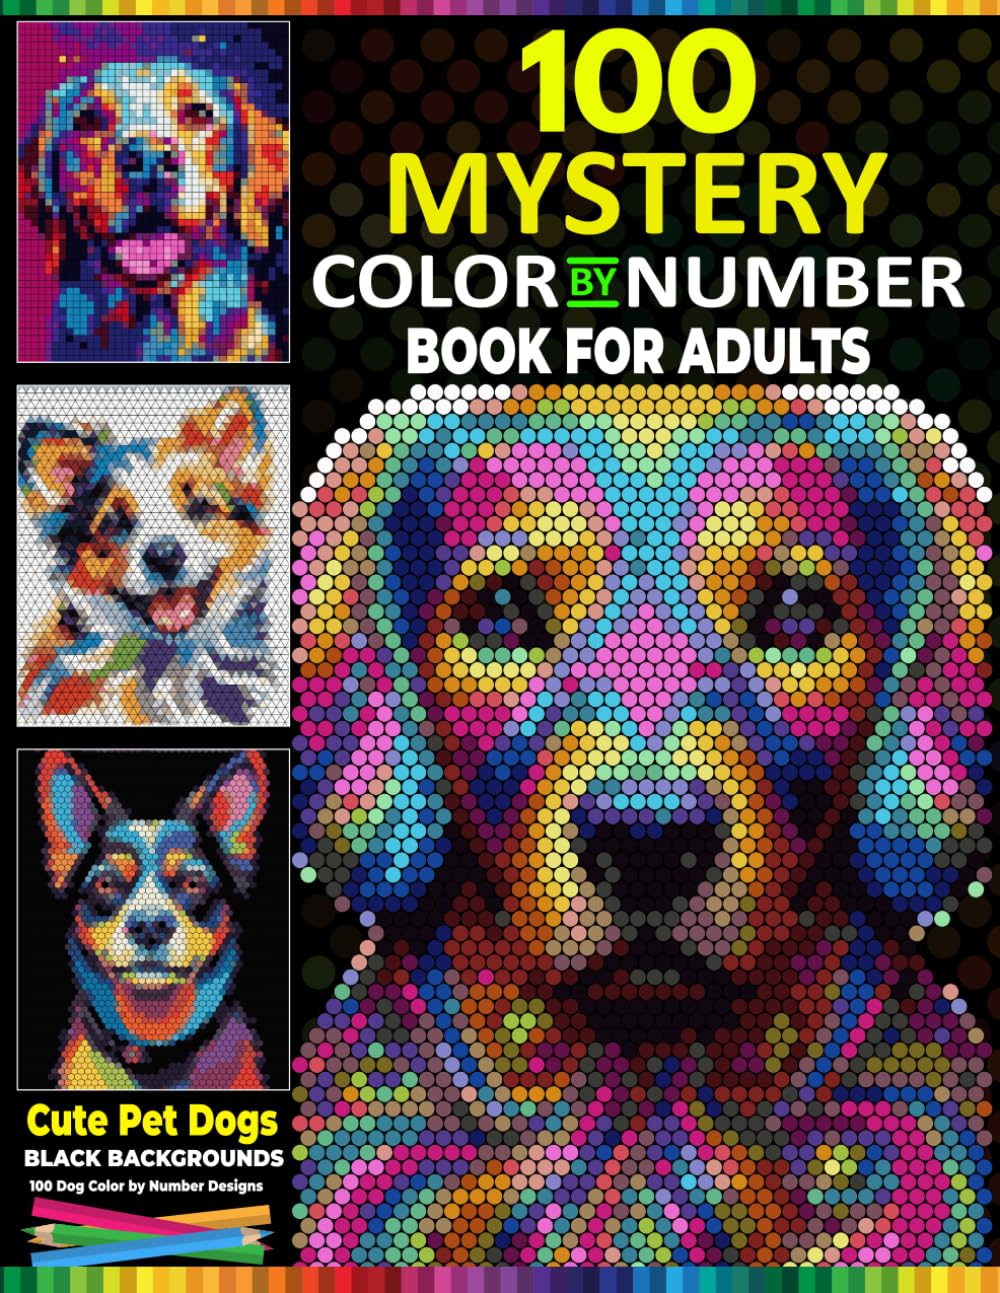 100
MYSTERY
COLOR BY NUMBER
BOOK FOR ADULTS
Cute Pet Dogs
BLACK BACKGROUNDS
100 Dog Color by Number Designs